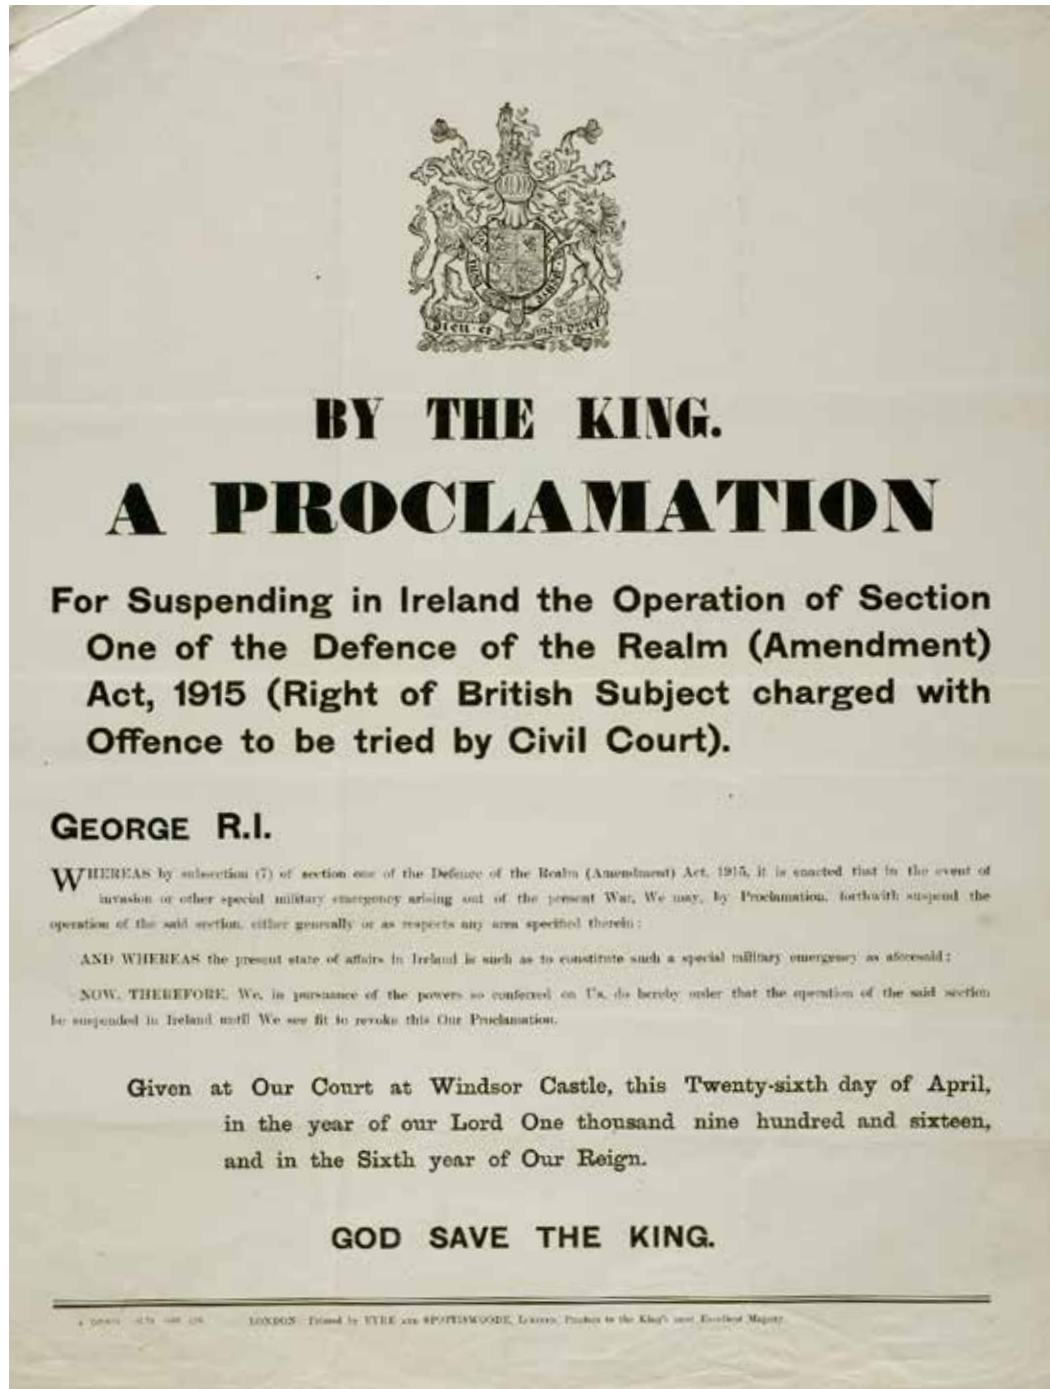 Dieu et mon droit
BY THE KING.
A PROCLAMATION
For Suspending in Ireland the Operation of Section
One of the Defence of the Realm (Amendment)
Act, 1915 (Right of British Subject charged with
Offence to be tried by Civil Court).
GEORGE R.I.
WHEREAS by subsection (7) of section one of the Defence of the Realm (Amendment) Act, 1915, it is enacted that in the event of
invasion or other special military emergency arising out of the present War, We may, by Proclamation, forthwith suspend the
operation of the said section, either generally or as respects any area specified therein:
AND WHEREAS the present state of affairs in Ireland is such as to constitute such a special military emergency as aforesaid:
NOW, THEREFORE, We, in pursuance of the powers so conferred on Us, do hereby order that the operation of the said section
be suspended in Ireland until We see fit to revoke this Our Proclamation.
Given at Our Court at Windsor Castle, this Twenty-sixth day of April,
in the year of our Lord One thousand nine hundred and sixteen,
and in the Sixth year of Our Reign.
GOD SAVE THE KING.
LONDON: Printed by EYRE and SPOTTISWOODE, Limited, Printers to the King's most Excellent Majesty.